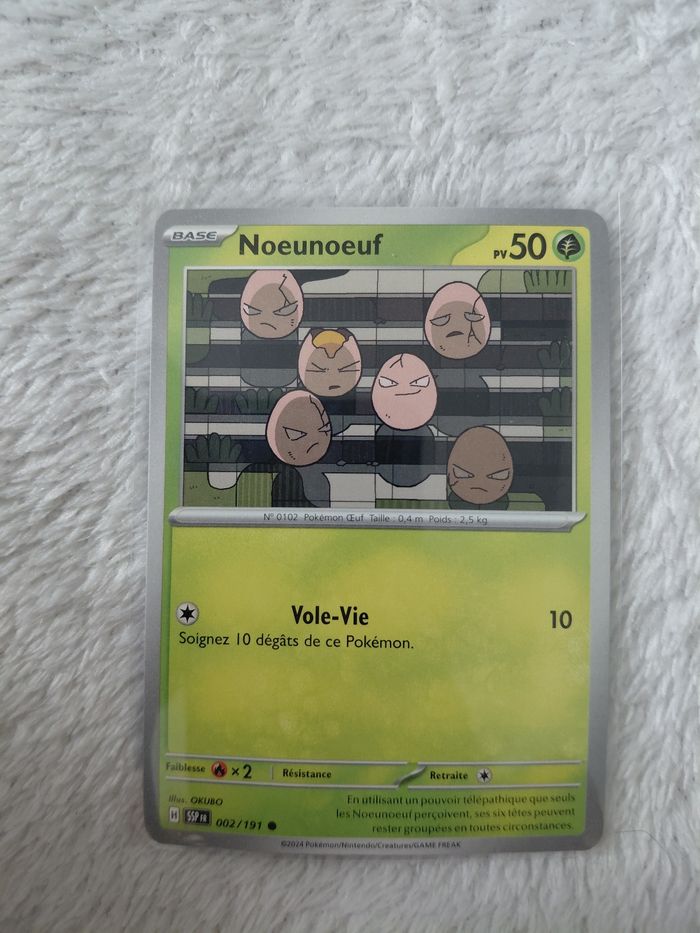 BASE Noeunoeuf PV 50
N° 0102 Pokémon Œuf Taille : 0,4 m Poids : 2,5 kg
Vole-Vie 10
Soignez 10 dégâts de ce Pokémon.
Faiblesse ×2 Résistance Retraite
Illus. OKUBO
H SSP FR 002/191
En utilisant un pouvoir télépathique que seuls
les Noeunoeuf perçoivent, ses six têtes peuvent
rester groupées en toutes circonstances.
©2024 Pokémon/Nintendo/Creatures/GAME FREAK